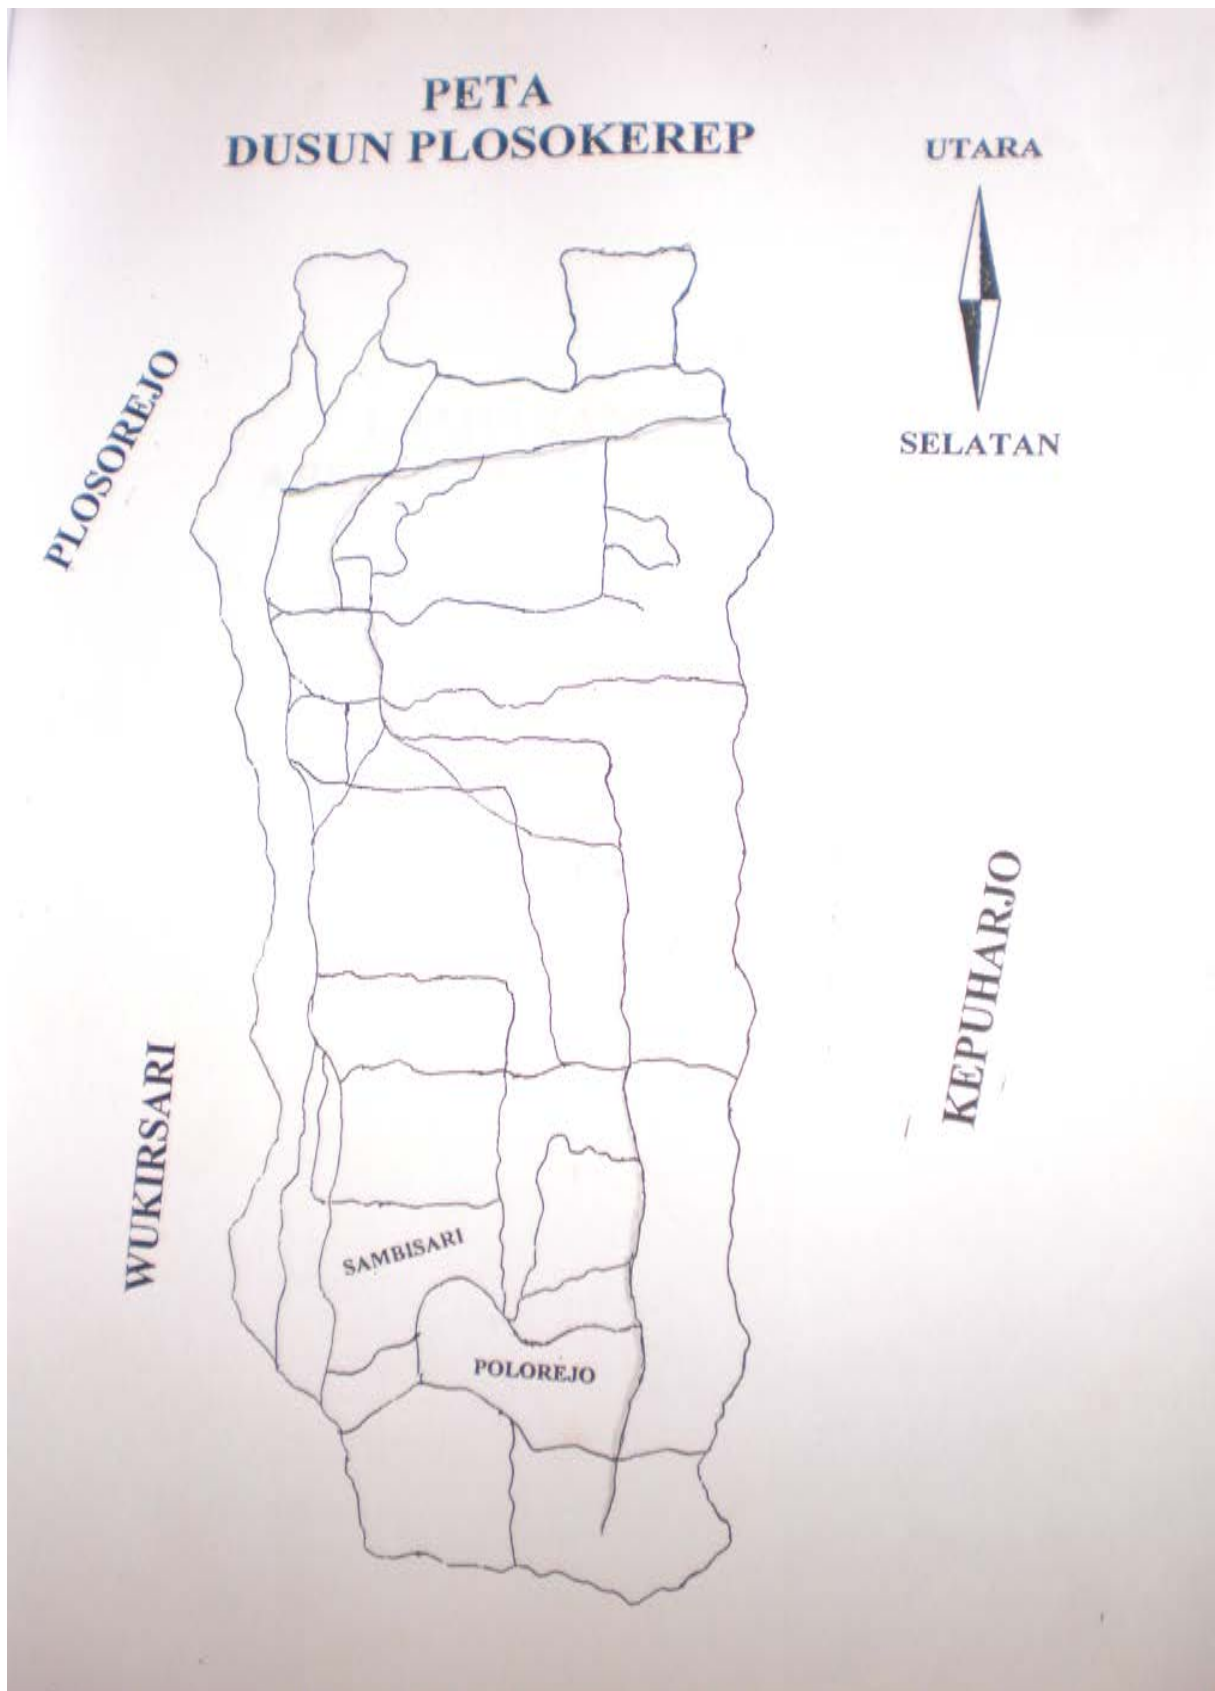 PETA
DUSUN PLOSOKEREP
UTARA
SELATAN
PLOSOREJO
KEPUHARJO
WUKIRSARI
SAMBISARI
POLOREJO